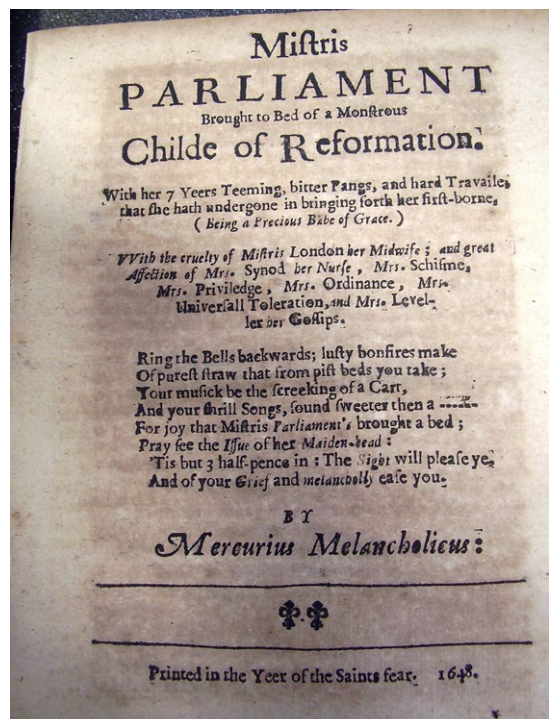 Miſtris
PARLIAMENT
Brought to Bed of a Monſtrous
Childe of Reformation.
With her 7 Yeers Teeming, bitter Pangs, and hard Travaile,
that ſhe hath undergone in bringing forth her firſt-borne,
( Being a Precious Babe of Grace. )
VVith the cruelty of Miſtris London her Midwife ; and great
Affection of Mrs. Synod her Nurſe , Mrs. Schiſme,
Mrs. Priviledge , Mrs. Ordinance , Mrs.
Univerſall Toleration, and Mrs. Level-
ler her Goſſips.
Ring the Bells backwards; luſty bonfires make
Of pureſt ſtraw that from piſt beds you take ;
Your muſick be the ſcreeking of a Cart,
And your ſhrill Songs, ſound ſweeter then a -----
For joy that Miſtris Parliament's brought a bed ;
Pray ſee the Iſſue of her Maiden-head :
'Tis but 3 half-pence in : The Sight will pleaſe ye,
And of your Grief and melancholly eaſe you.
BY
Mercurius Melancholicus:
Printed in the Yeer of the Saints fear. 1648.